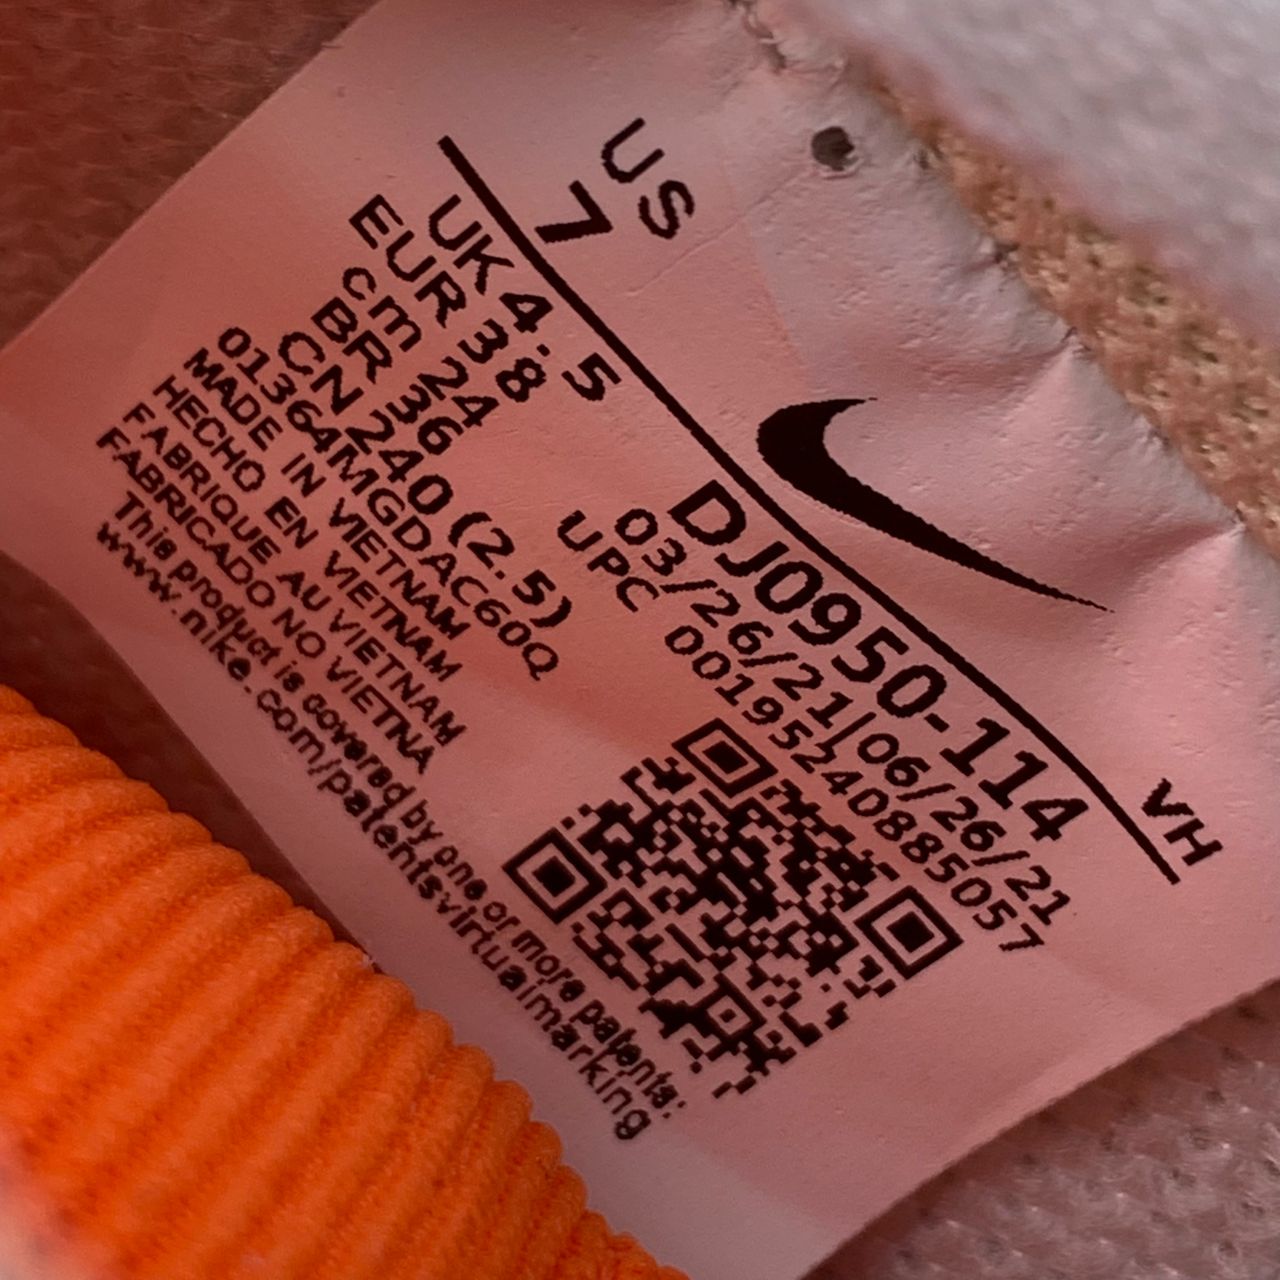 US
7
UK 4.5
EUR 38
cm 24
BR 36
CN 240 (2.5)
01364MGDAC60Q
MADE IN VIETNAM
HECHO EN VIETNAM
FABRIQUE AU VIETNAM
FABRICADO NO VIETNA
This product is covered by one or more patents:
www.nike.com/patentsvirtualmarking
DJ0950-114
03/26/21|06/26/21
UPC 00195240885057
VH